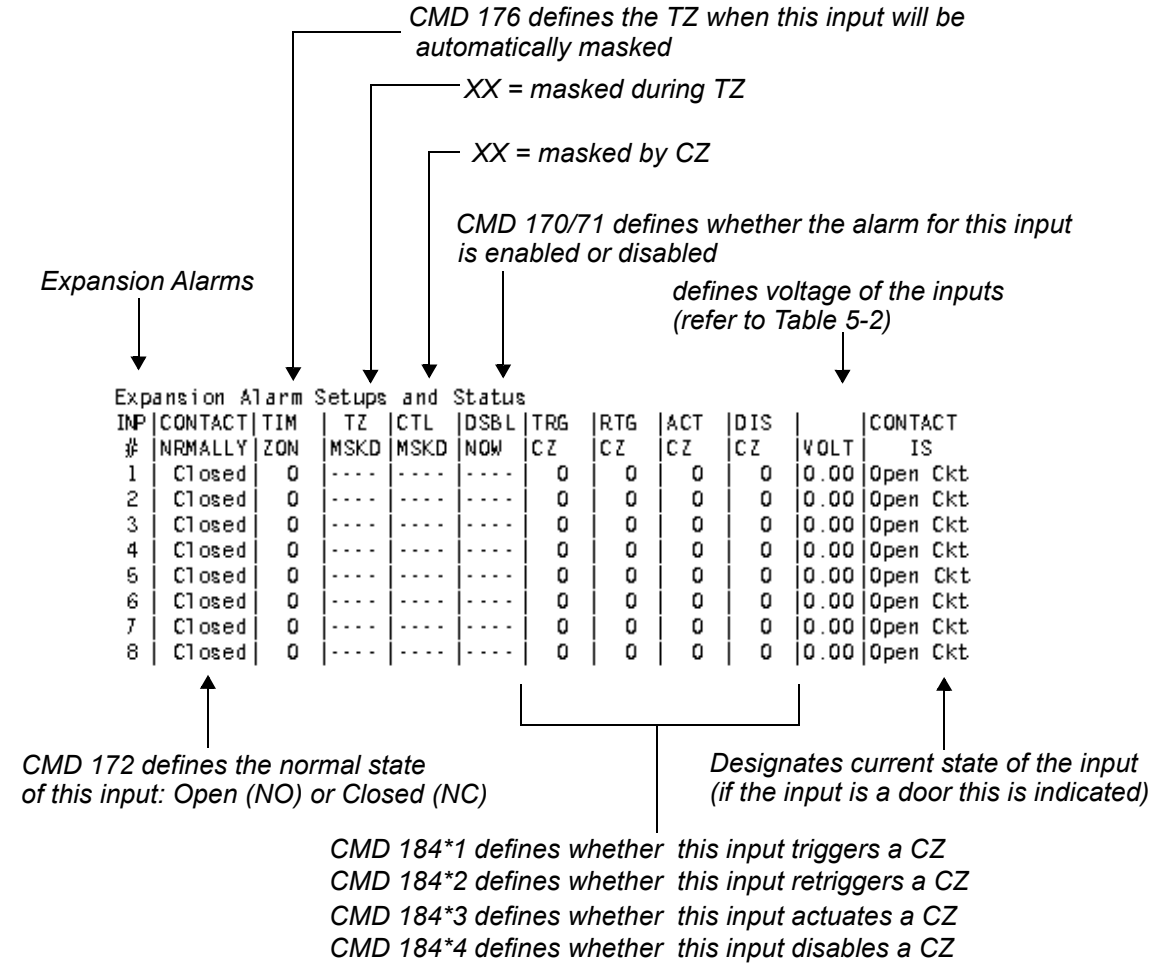 CMD 176 defines the TZ when this input will be
automatically masked
XX = masked during TZ
XX = masked by CZ
CMD 170/71 defines whether the alarm for this input
is enabled or disabled
Expansion Alarms
defines voltage of the inputs
(refer to Table 5-2)
Expansion Alarm Setups and Status
INP |CONTACT|TIM | TZ |CTL |DSBL|TRG |RTG |ACT |DIS | |CONTACT
# |NRMALLY|ZON |MSKD|MSKD|NOW |CZ |CZ |CZ |CZ |VOLT| IS
1 | Closed| 0 |----|----|----| 0 | 0 | 0 | 0 |0.00|Open Ckt
2 | Closed| 0 |----|----|----| 0 | 0 | 0 | 0 |0.00|Open Ckt
3 | Closed| 0 |----|----|----| 0 | 0 | 0 | 0 |0.00|Open Ckt
4 | Closed| 0 |----|----|----| 0 | 0 | 0 | 0 |0.00|Open Ckt
5 | Closed| 0 |----|----|----| 0 | 0 | 0 | 0 |0.00|Open Ckt
6 | Closed| 0 |----|----|----| 0 | 0 | 0 | 0 |0.00|Open Ckt
7 | Closed| 0 |----|----|----| 0 | 0 | 0 | 0 |0.00|Open Ckt
8 | Closed| 0 |----|----|----| 0 | 0 | 0 | 0 |0.00|Open Ckt
CMD 172 defines the normal state
of this input: Open (NO) or Closed (NC)
Designates current state of the input
(if the input is a door this is indicated)
CMD 184*1 defines whether this input triggers a CZ
CMD 184*2 defines whether this input retriggers a CZ
CMD 184*3 defines whether this input actuates a CZ
CMD 184*4 defines whether this input disables a CZ